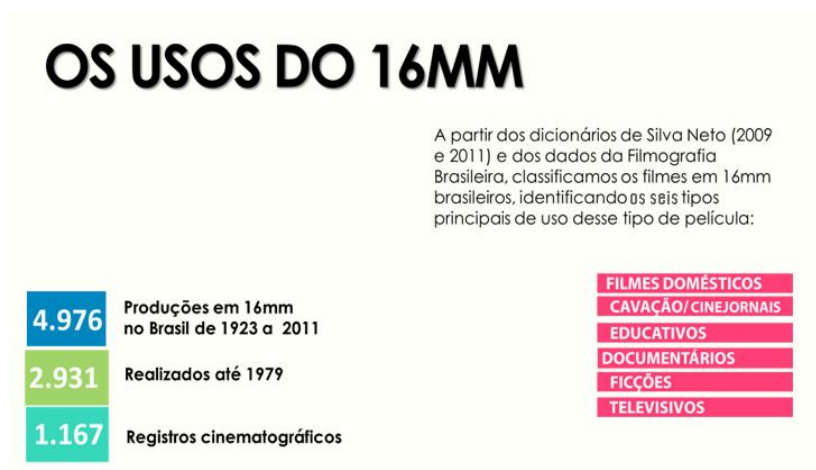 OS USOS DO 16MM
A partir dos dicionários de Silva Neto (2009
e 2011) e dos dados da Filmografia
Brasileira, classificamos os filmes em 16mm
brasileiros, identificando os seis tipos
principais de uso desse tipo de película:
4.976
Produções em 16mm
no Brasil de 1923 a 2011
2.931
Realizados até 1979
1.167
Registros cinematográficos
FILMES DOMÉSTICOS
CAVAÇÃO/CINEJORNAIS
EDUCATIVOS
DOCUMENTÁRIOS
FICÇÕES
TELEVISIVOS